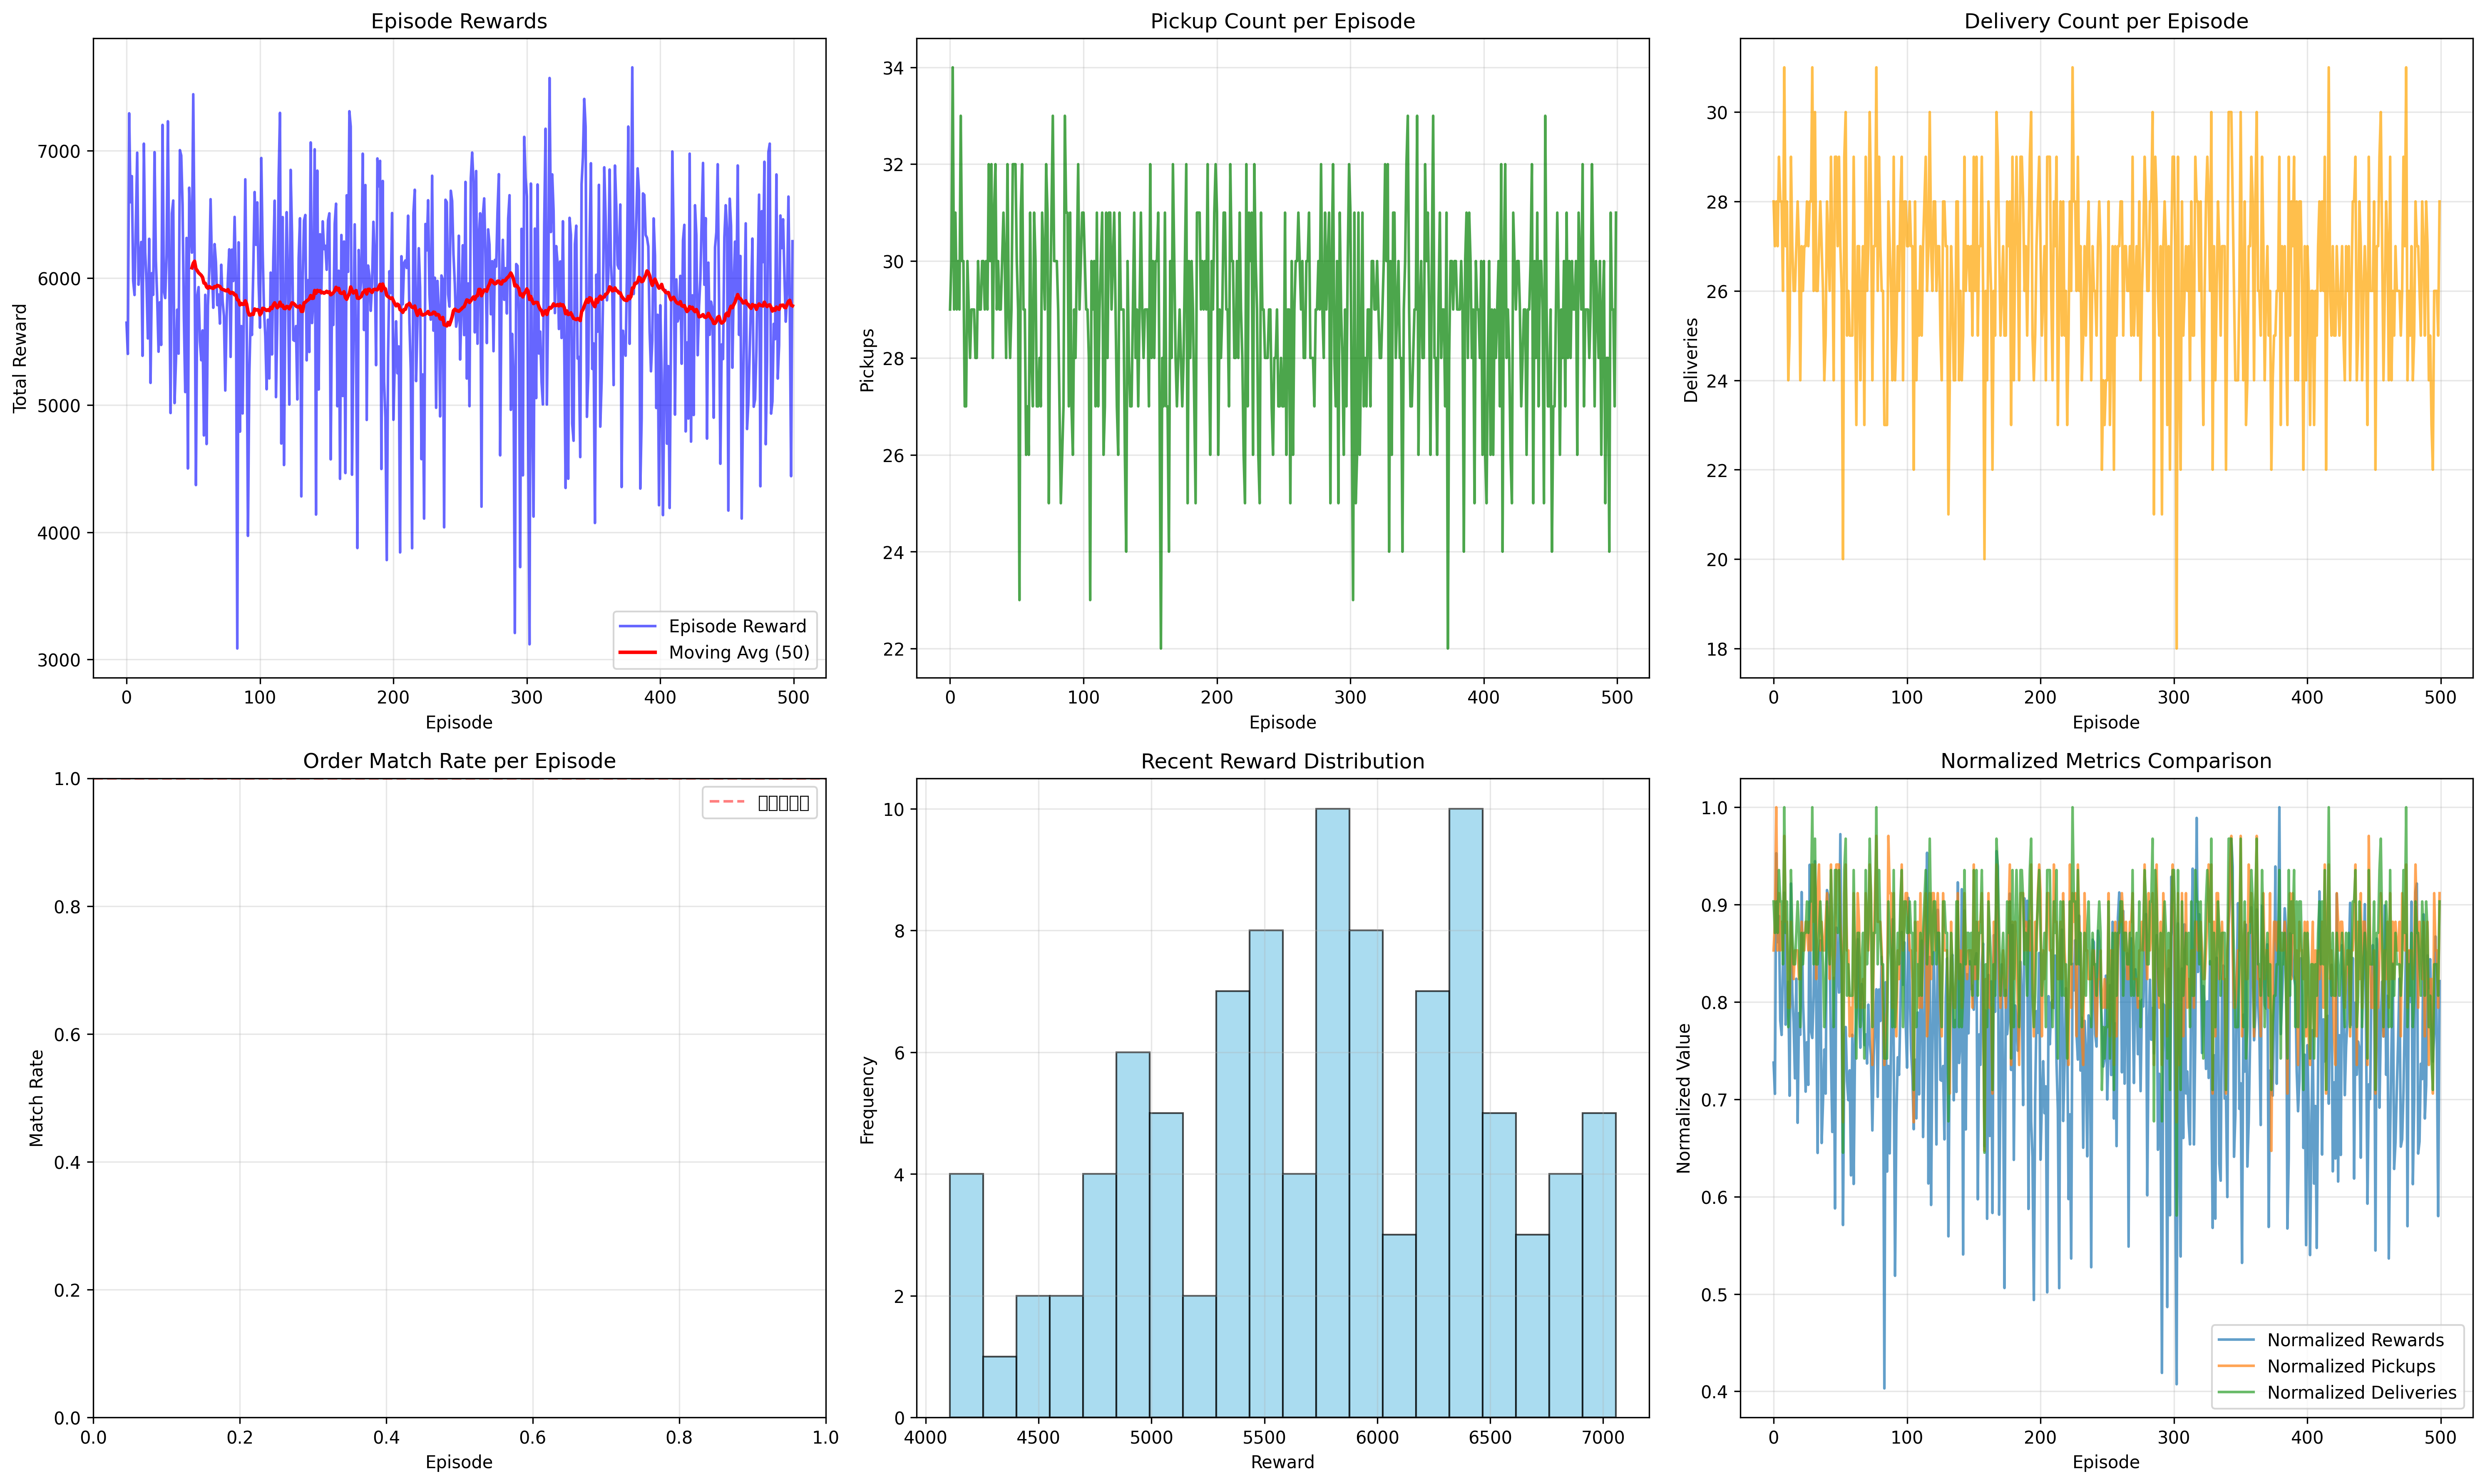 Episode Rewards
Total Reward
7000
6000
5000
4000
3000
0 100 200 300 400 500
Episode
Episode Reward
Moving Avg (50)
Pickup Count per Episode
Pickups
34
32
30
28
26
24
22
0 100 200 300 400 500
Episode
Delivery Count per Episode
Deliveries
30
28
26
24
22
20
18
0 100 200 300 400 500
Episode
Order Match Rate per Episode
Match Rate
1.0
0.8
0.6
0.4
0.2
0.0
0.0 0.2 0.4 0.6 0.8 1.0
Episode
Recent Reward Distribution
Frequency
10
8
6
4
2
0
4000 4500 5000 5500 6000 6500 7000
Reward
Normalized Metrics Comparison
Normalized Value
1.0
0.9
0.8
0.7
0.6
0.5
0.4
0 100 200 300 400 500
Episode
Normalized Rewards
Normalized Pickups
Normalized Deliveries